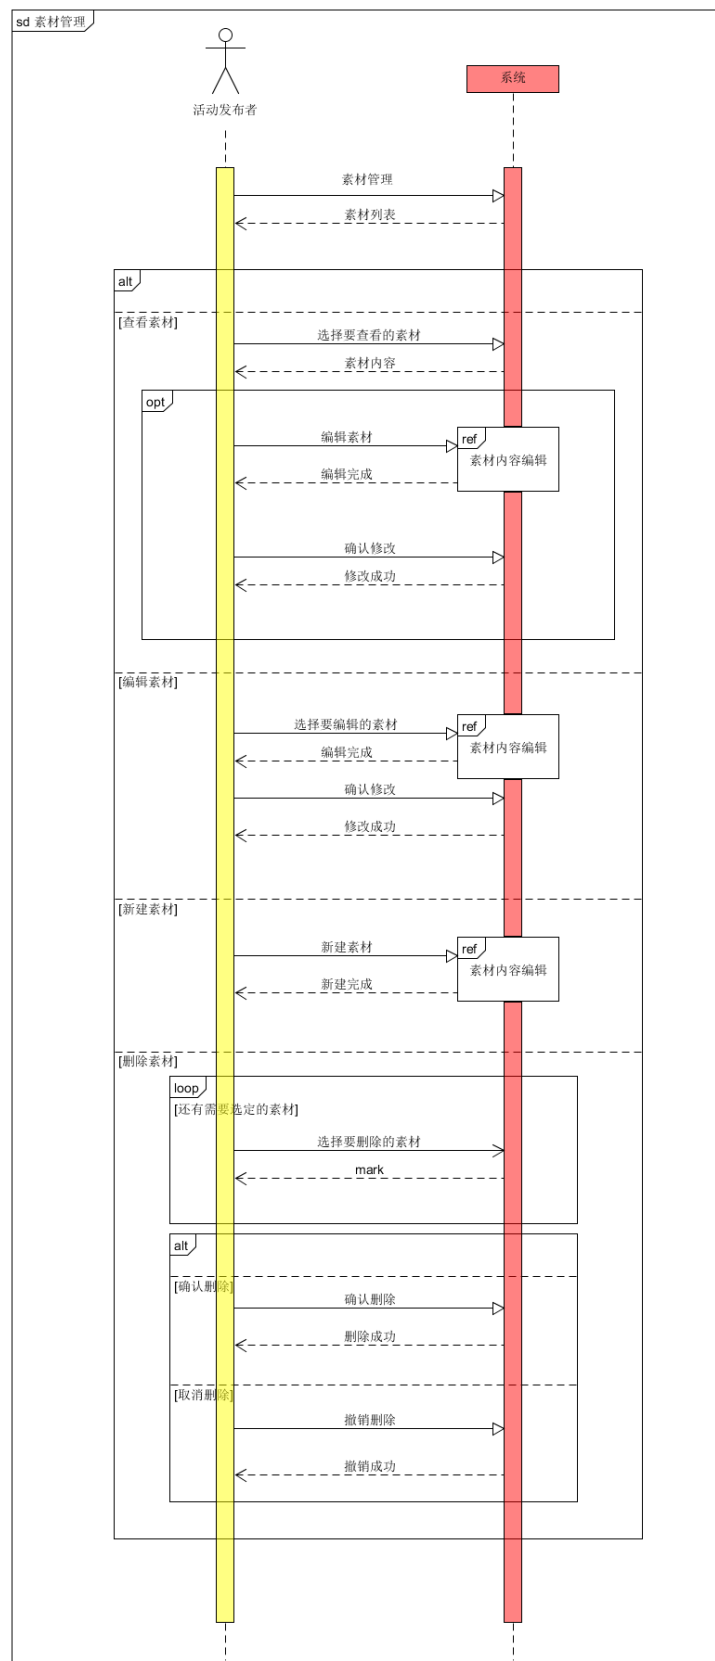 sd 素材管理
系统
活动发布者
素材管理
素材列表
alt
[查看素材]
选择要查看的素材
素材内容
opt
编辑素材
ref
素材内容编辑
编辑完成
确认修改
修改成功
[编辑素材]
选择要编辑的素材
ref
素材内容编辑
编辑完成
确认修改
修改成功
[新建素材]
新建素材
ref
素材内容编辑
新建完成
[删除素材]
loop
[还有需要选定的素材]
选择要删除的素材
mark
alt
[确认删除]
确认删除
删除成功
[取消删除]
撤销删除
撤销成功